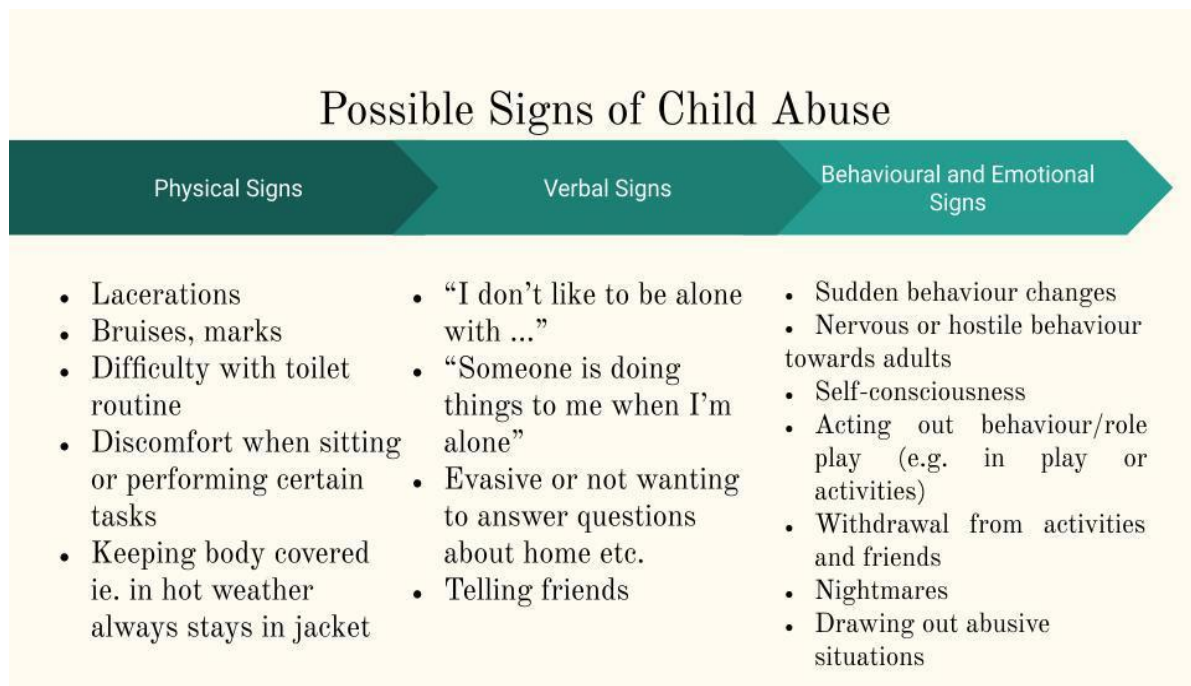 Possible Signs of Child Abuse
Physical Signs
Verbal Signs
Behavioural and Emotional
Signs
• Lacerations
• Bruises, marks
• Difficulty with toilet
routine
• Discomfort when sitting
or performing certain
tasks
• Keeping body covered
ie. in hot weather
always stays in jacket
• “I don’t like to be alone
with ...”
• “Someone is doing
things to me when I’m
alone”
• Evasive or not wanting
to answer questions
about home etc.
• Telling friends
• Sudden behaviour changes
• Nervous or hostile behaviour
towards adults
• Self-consciousness
• Acting out behaviour/role
play (e.g. in play or
activities)
• Withdrawal from activities
and friends
• Nightmares
• Drawing out abusive
situations